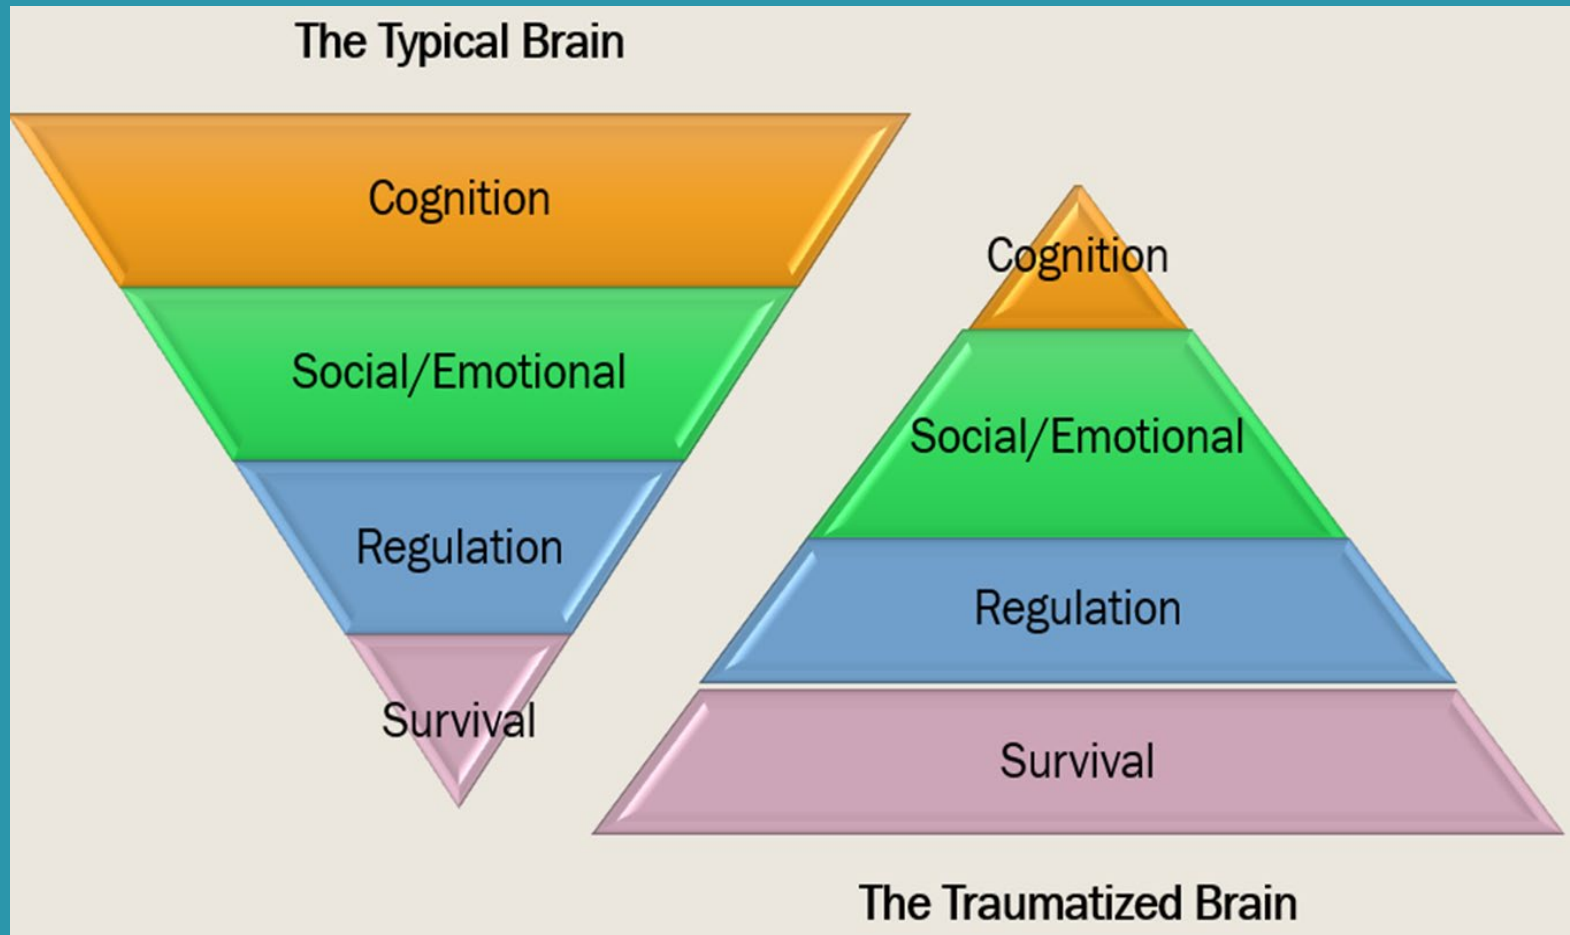 The Typical Brain
Cognition
Social/Emotional
Regulation
Survival
Cognition
Social/Emotional
Regulation
Survival
The Traumatized Brain